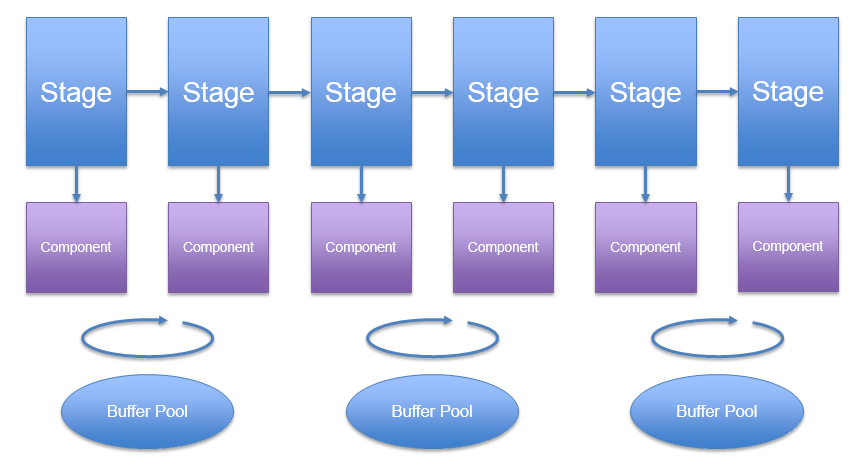 Stage
Stage
Stage
Stage
Stage
Stage
Component
Component
Component
Component
Component
Component
Buffer Pool
Buffer Pool
Buffer Pool